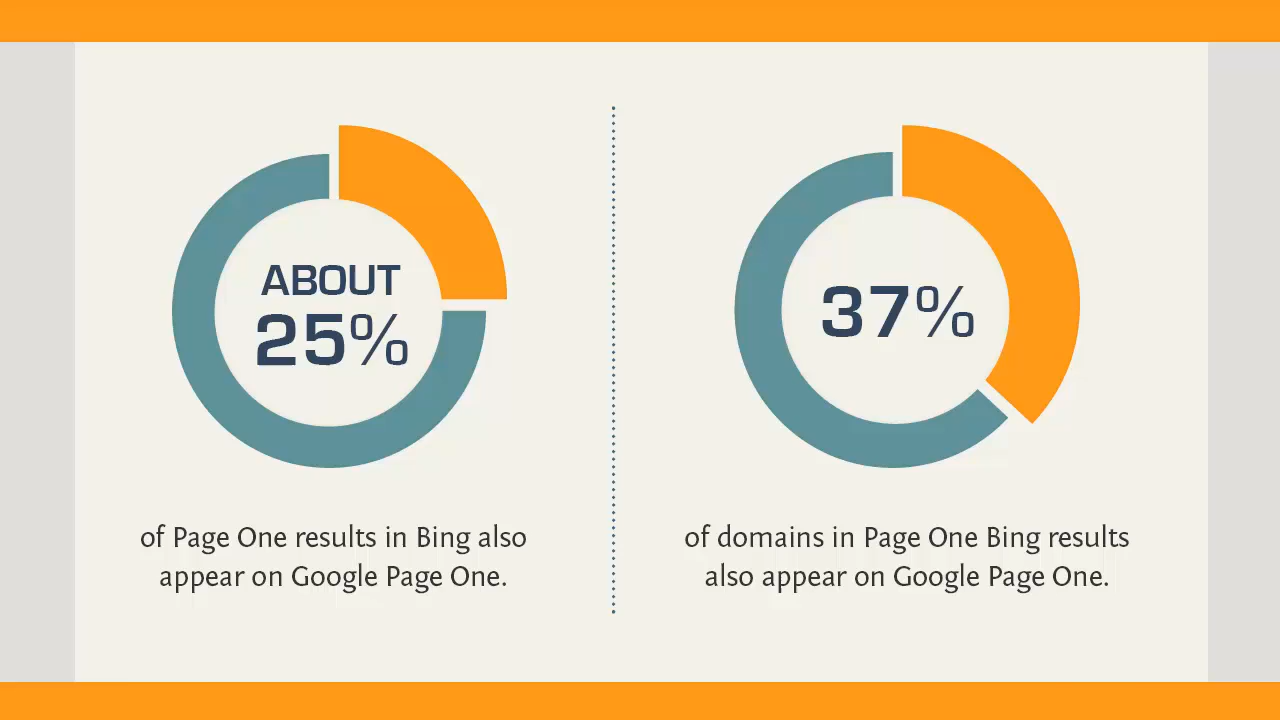 ABOUT
25%
of Page One results in Bing also
appear on Google Page One.
37%
of domains in Page One Bing results
also appear on Google Page One.